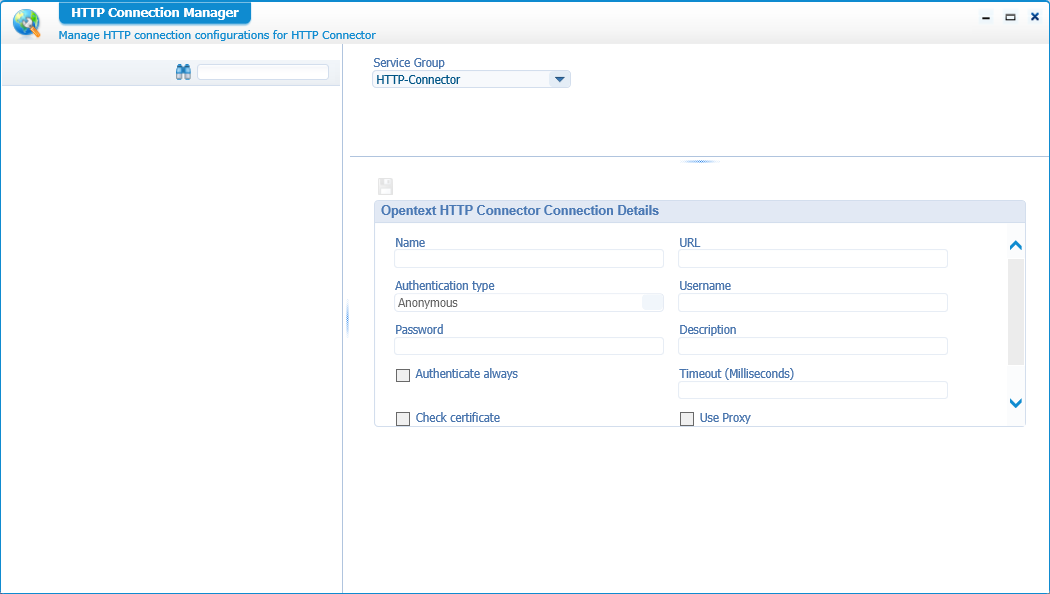 HTTP Connection Manager
Manage HTTP connection configurations for HTTP Connector
Service Group
HTTP-Connector
Opentext HTTP Connector Connection Details
Name
URL
Authentication type
Username
Anonymous
Password
Description
Authenticate always
Timeout (Milliseconds)
Check certificate
Use Proxy